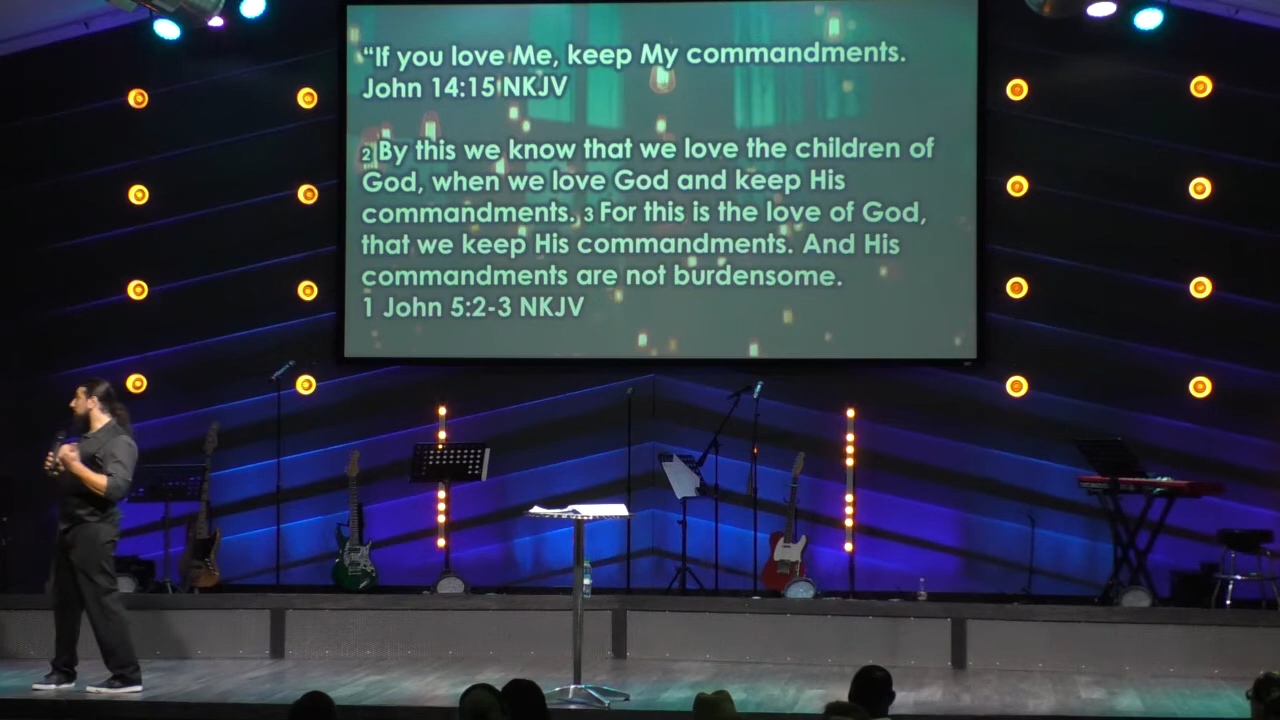 “If you love Me, keep My commandments.
John 14:15 NKJV
2 By this we know that we love the children of
God, when we love God and keep His
commandments. 3 For this is the love of God,
that we keep His commandments. And His
commandments are not burdensome.
1 John 5:2-3 NKJV